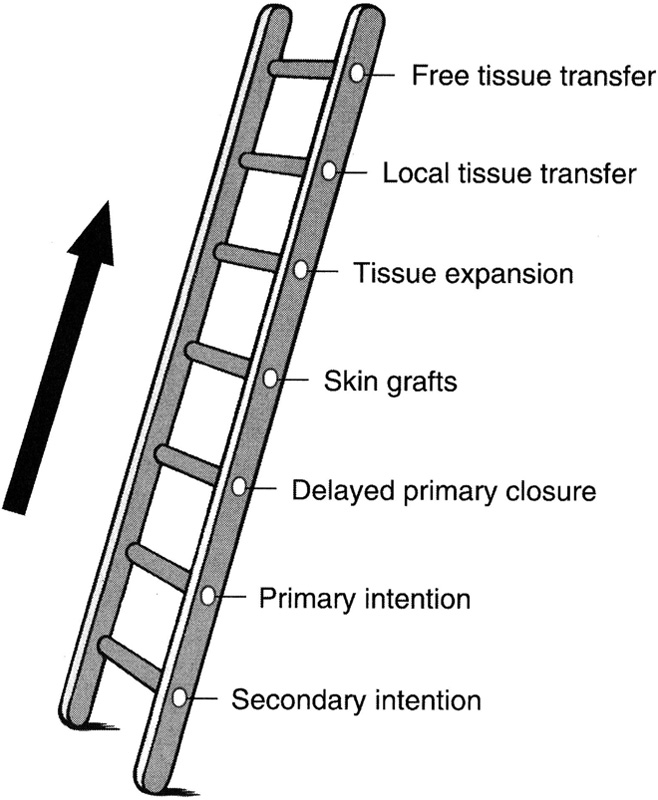 Free tissue transfer
Local tissue transfer
Tissue expansion
Skin grafts
Delayed primary closure
Primary intention
Secondary intention